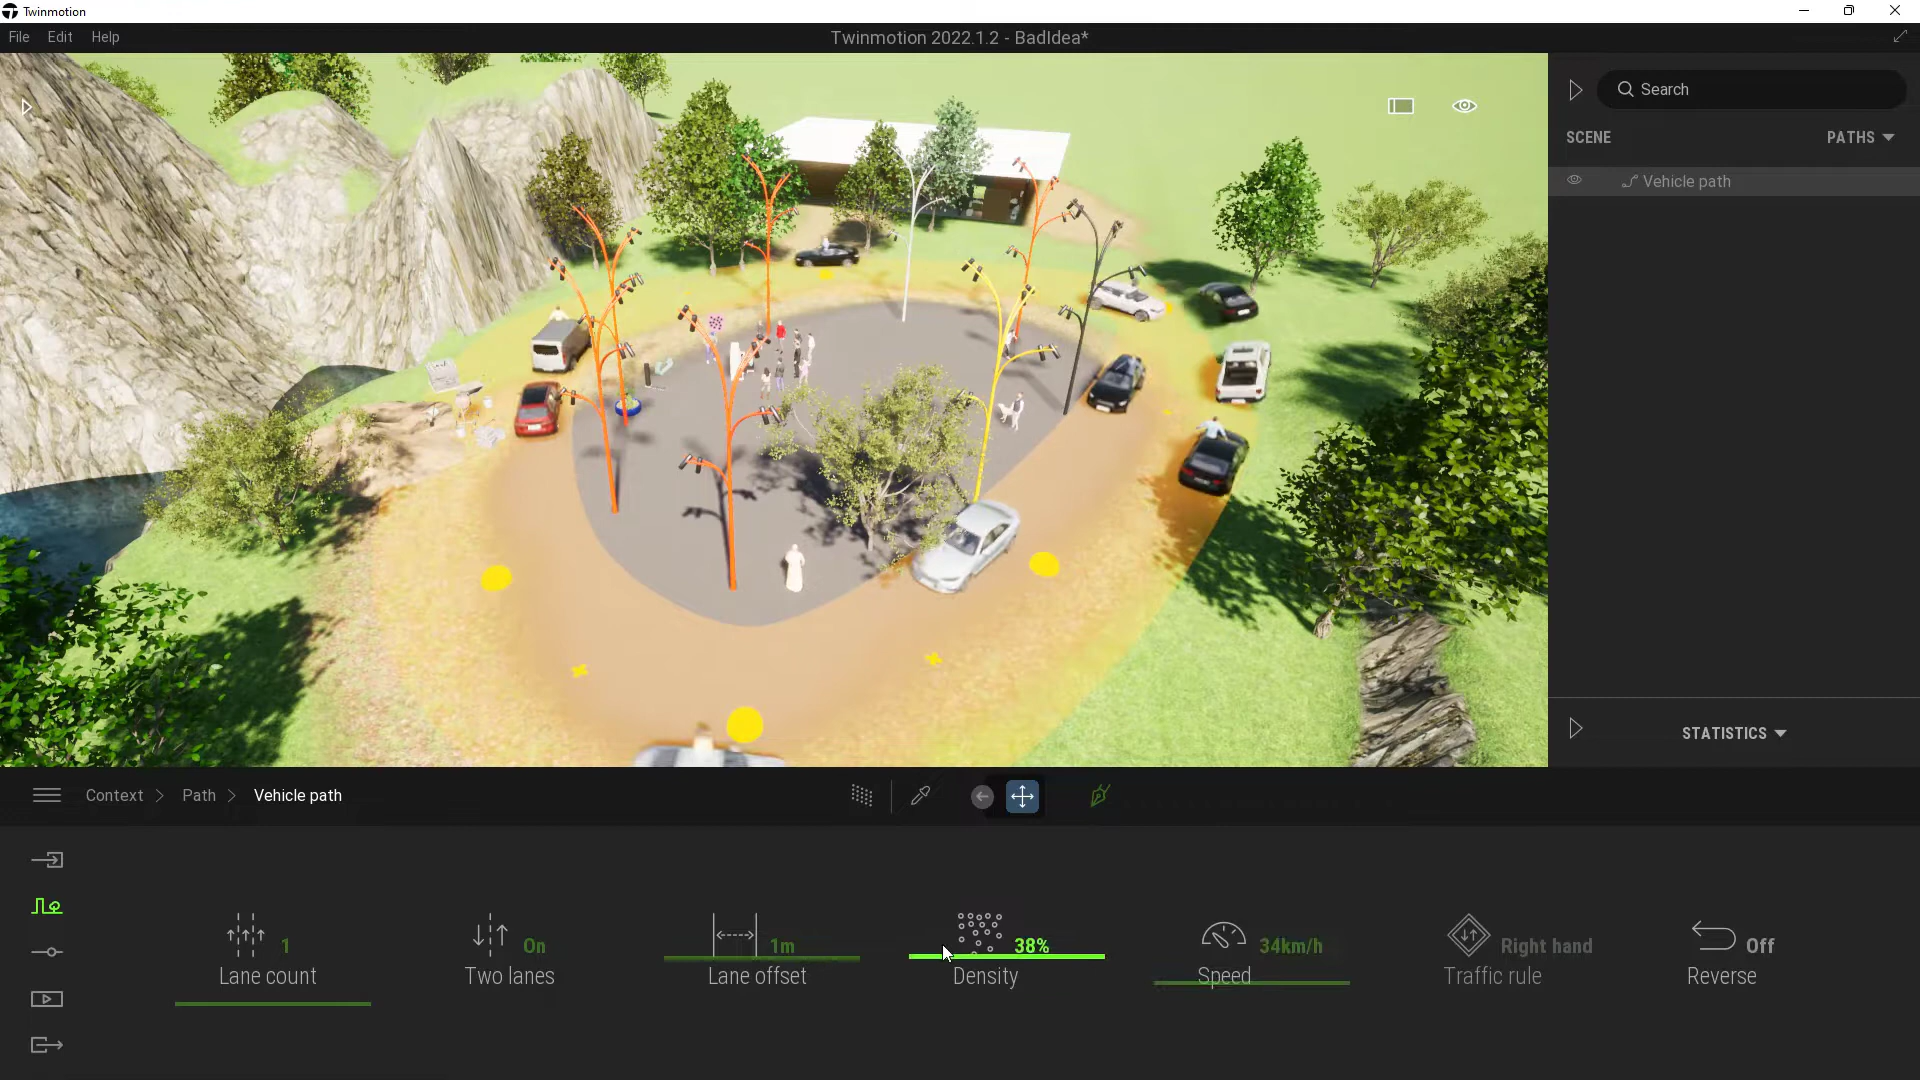 Twinmotion
File Edit Help
Twinmotion 2022.1.2 - BadIdea*
Search
SCENE
PATHS
Vehicle path
STATISTICS
Context Path Vehicle path
1
Lane count
On
Two lanes
1m
Lane offset
38%
Density
34km/h
Speed
Right hand
Traffic rule
Off
Reverse